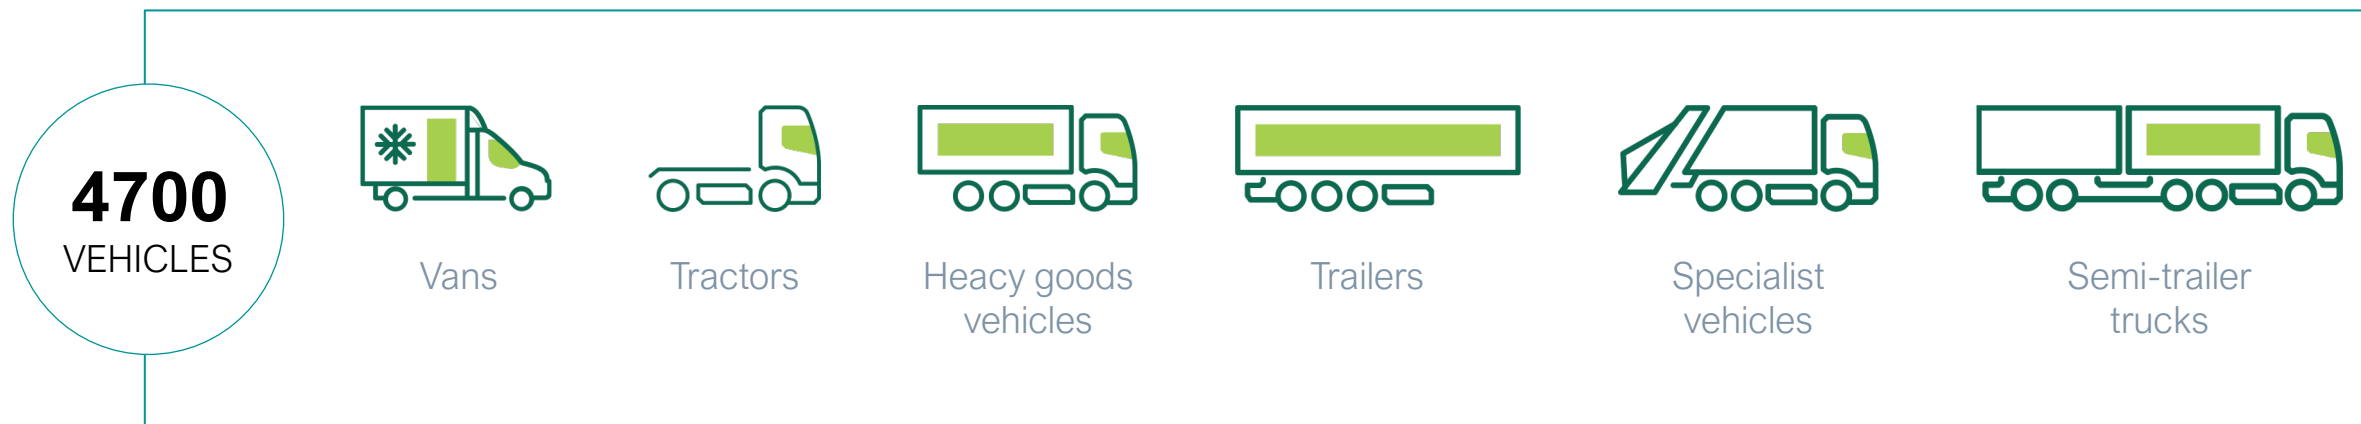 4700
VEHICLES
Vans
Tractors
Heacy goods
vehicles
Trailers
Specialist
vehicles
Semi-trailer
trucks